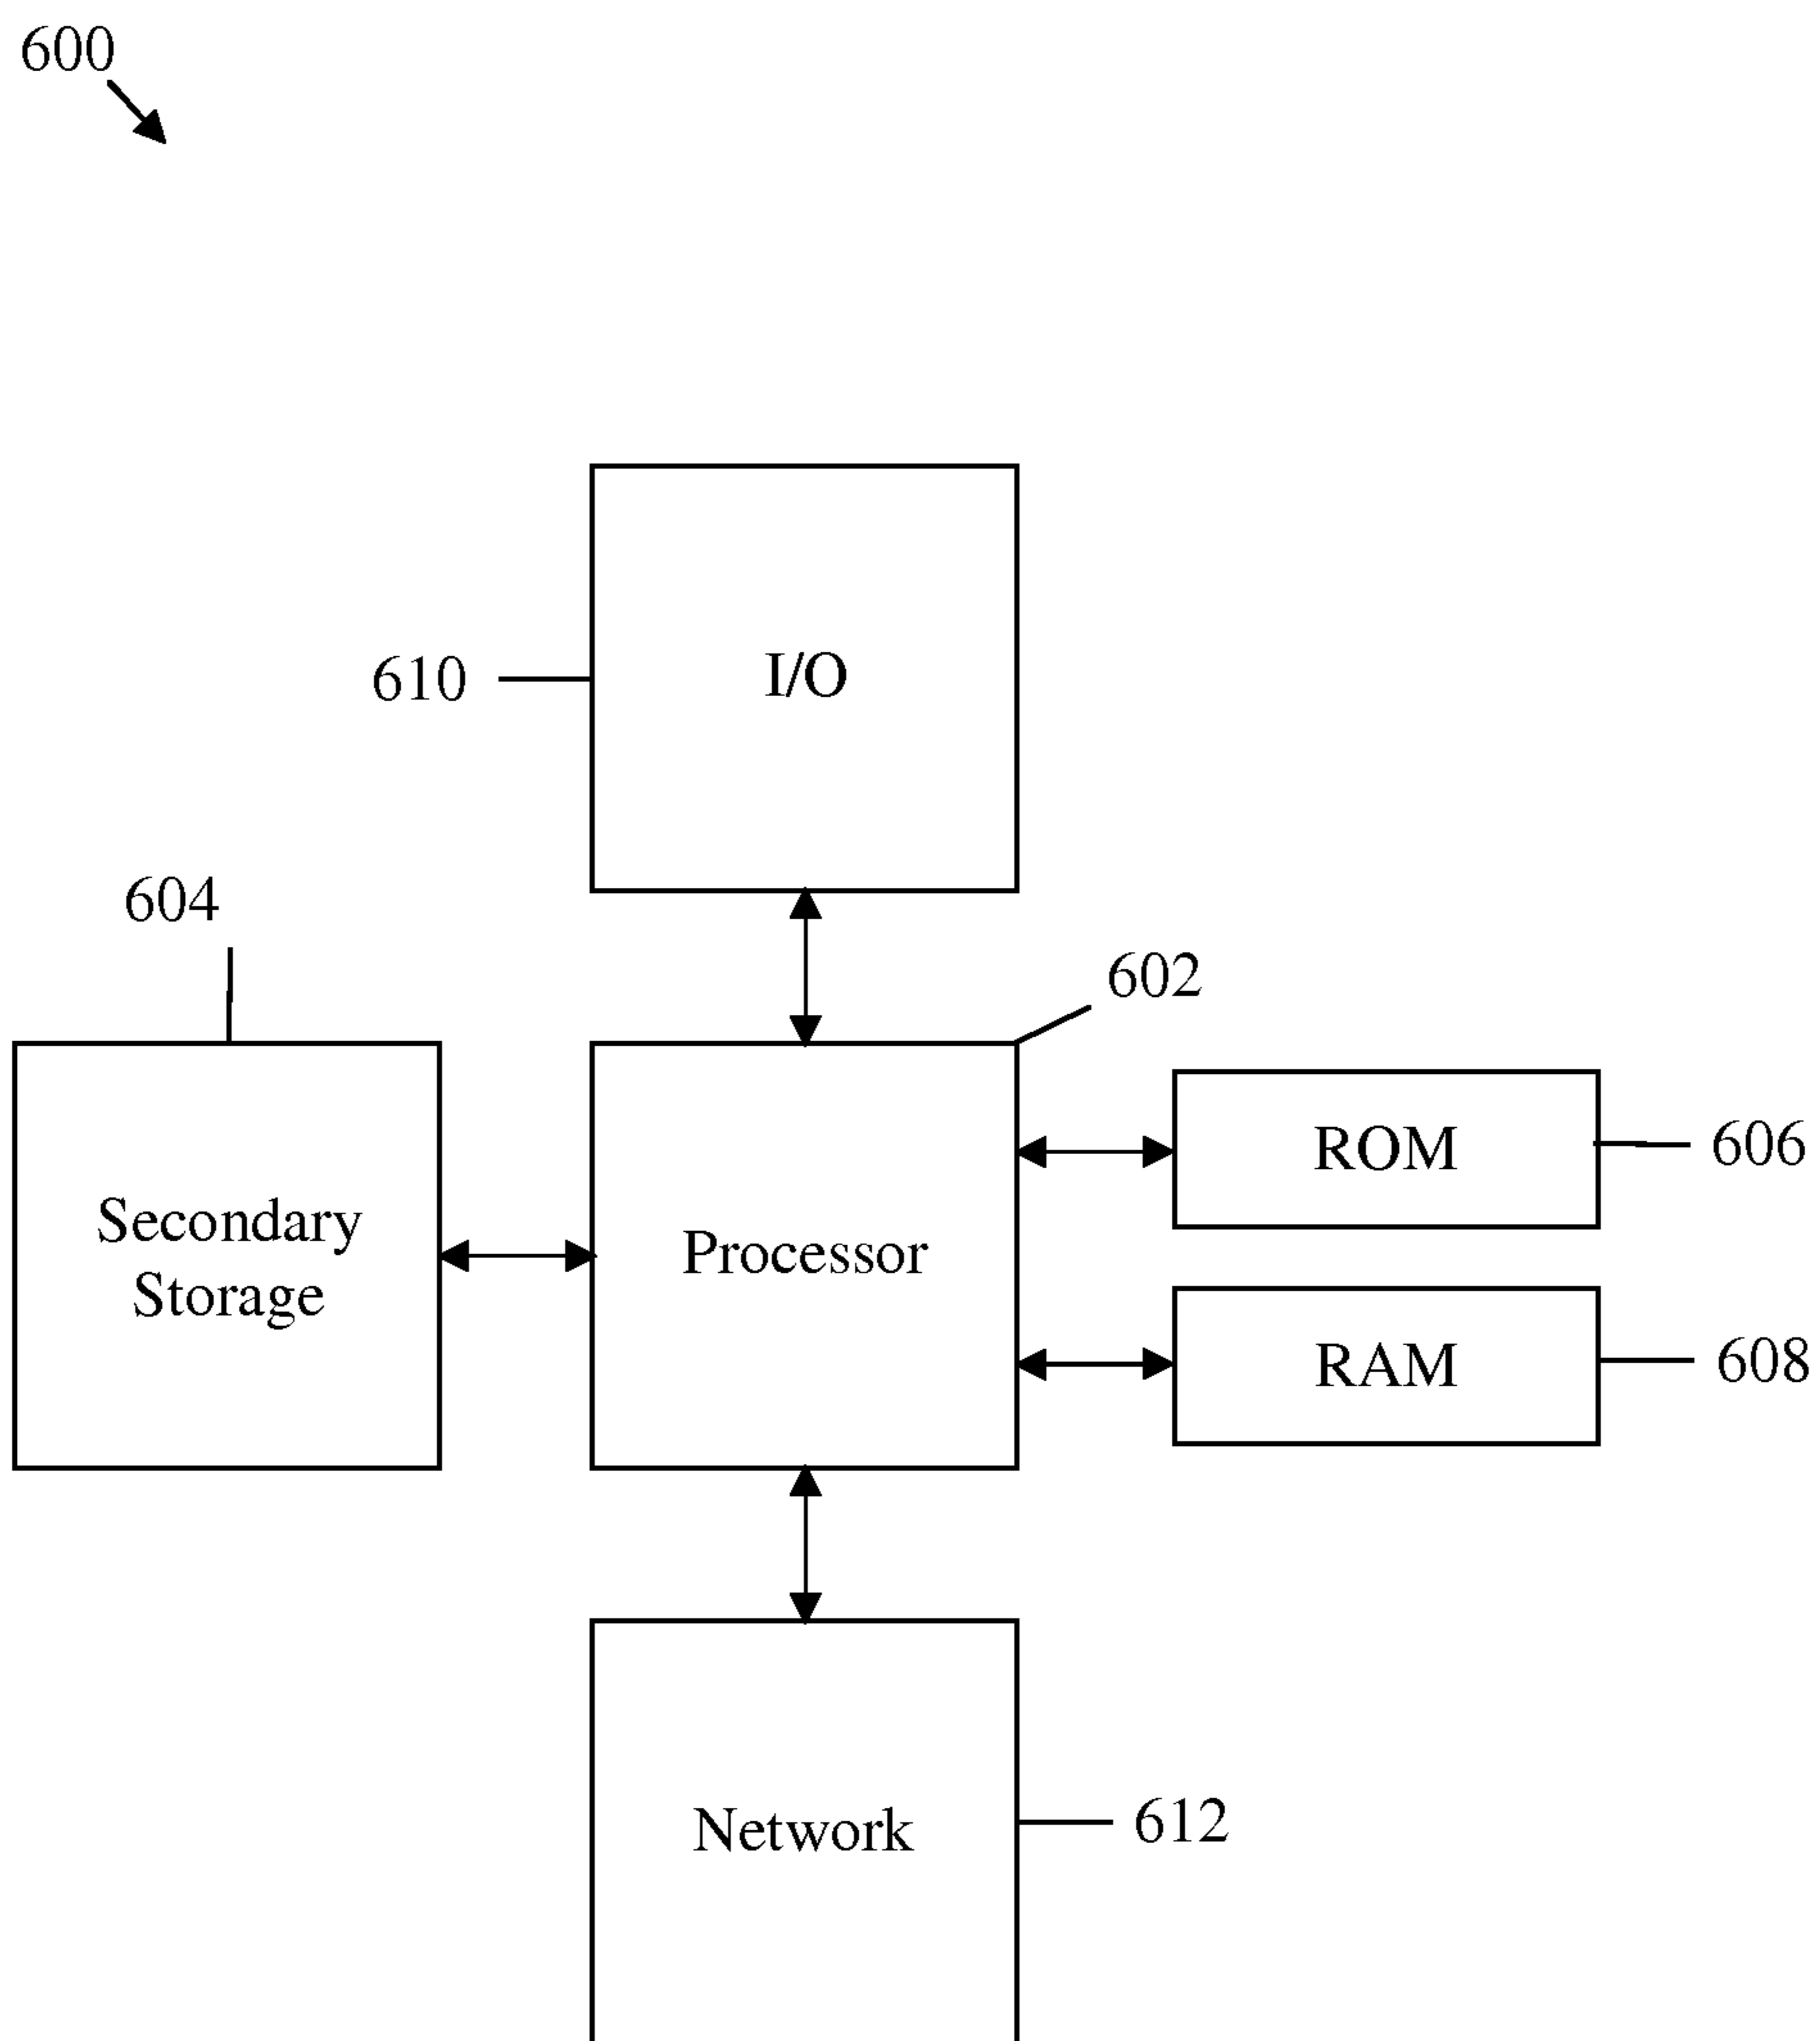 600
I/O
610
604
602
ROM
606
Secondary
Storage
Processor
RAM
608
Network
612